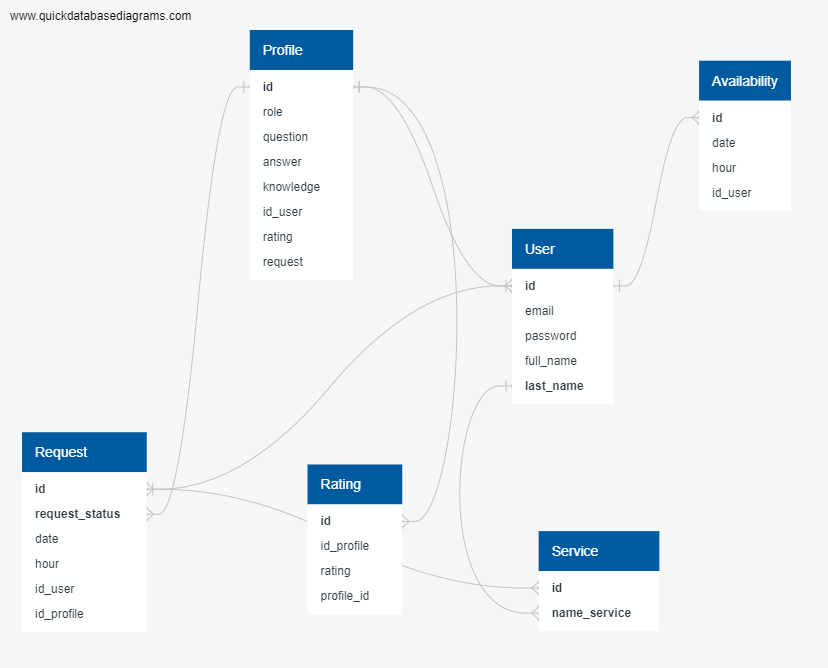 www.quickdatabasediagrams.com
Profile
id
role
question
answer
knowledge
id_user
rating
request
Availability
id
date
hour
id_user
User
id
email
password
full_name
last_name
Request
id
request_status
date
hour
id_user
id_profile
Rating
id
id_profile
rating
profile_id
Service
id
name_service